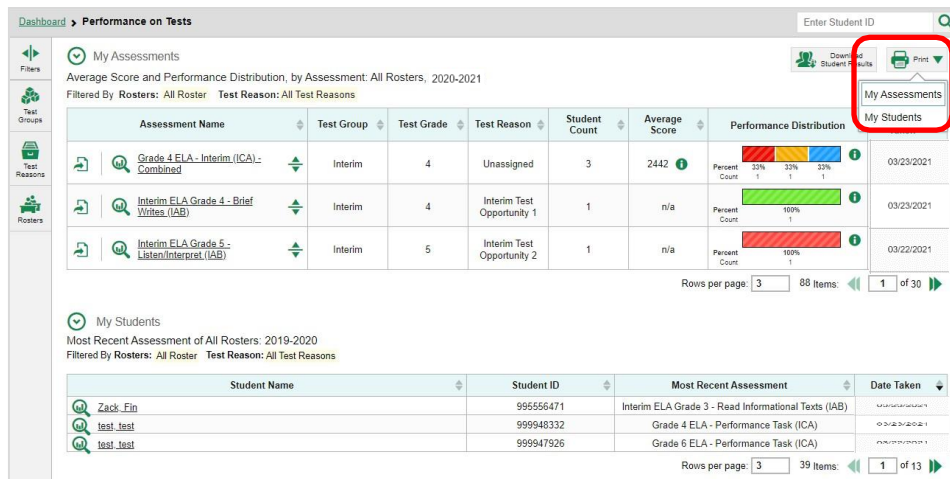 Dashboard > Performance on Tests
Enter Student ID
Filters
Test Groups
Test Reasons
Rosters
My Assessments
Download Student Results
Print
My Assessments
My Students
Average Score and Performance Distribution, by Assessment: All Rosters, 2020-2021
Filtered By Rosters: All Roster Test Reason: All Test Reasons
Assessment Name Test Group Test Grade Test Reason Student Count Average Score Performance Distribution
Grade 4 ELA - Interim (ICA) - Combined Interim 4 Unassigned 3 2442 Percent 33% 33% 33% Count 1 1 1 03/23/2021
Interim ELA Grade 4 - Brief Writes (IAB) Interim 4 Interim Test Opportunity 1 1 n/a Percent 100% Count 1 03/23/2021
Interim ELA Grade 5 - Listen/Interpret (IAB) Interim 5 Interim Test Opportunity 2 1 n/a Percent 100% Count 1 03/22/2021
Rows per page: 3 88 Items: 1 of 30
My Students
Most Recent Assessment of All Rosters: 2019-2020
Filtered By Rosters: All Roster Test Reason: All Test Reasons
Student Name Student ID Most Recent Assessment Date Taken
Zack, Fin 995556471 Interim ELA Grade 3 - Read Informational Texts (IAB)
test, test 999948332 Grade 4 ELA - Performance Task (ICA) 03/23/2021
test, test 999947926 Grade 6 ELA - Performance Task (ICA)
Rows per page: 3 39 Items: 1 of 13